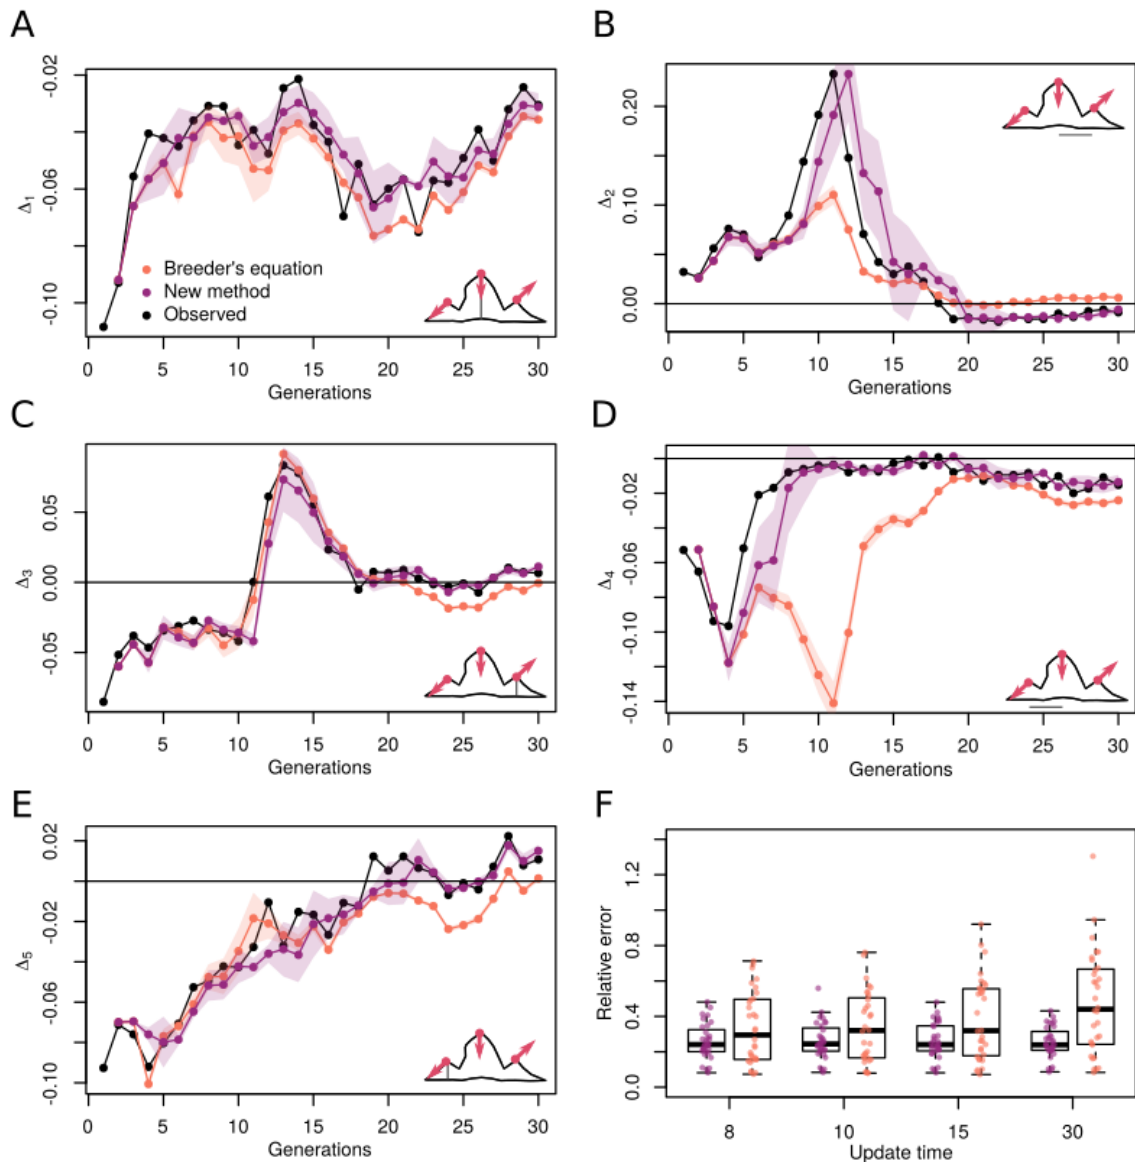 A
-0.02
-0.06
-0.10
Δ1
Breeder's equation
New method
Observed
0 5 10 15 20 25 30
Generations
B
0.20
0.10
0.00
Δ2
0 5 10 15 20 25 30
Generations
C
0.05
0.00
-0.05
Δ3
0 5 10 15 20 25 30
Generations
D
-0.02
-0.06
-0.10
-0.14
Δ4
0 5 10 15 20 25 30
Generations
E
0.02
-0.02
-0.06
-0.10
Δ5
0 5 10 15 20 25 30
Generations
F
1.2
0.8
0.4
0.0
Relative error
8 10 15 30
Update time